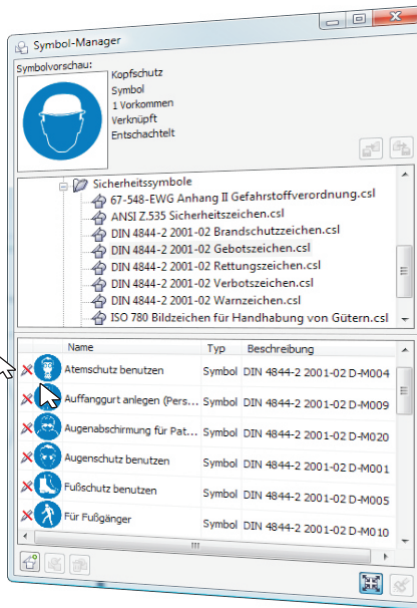 Symbol-Manager
Symbolvorschau:
Kopfschutz
Symbol
1 Vorkommen
Verknüpft
Entschachtelt
Sicherheitssymbole
67-548-EWG Anhang II Gefahrstoffverordnung.csl
ANSI Z.535 Sicherheitszeichen.csl
DIN 4844-2 2001-02 Brandschutzzeichen.csl
DIN 4844-2 2001-02 Gebotszeichen.csl
DIN 4844-2 2001-02 Rettungszeichen.csl
DIN 4844-2 2001-02 Verbotszeichen.csl
DIN 4844-2 2001-02 Warnzeichen.csl
ISO 780 Bildzeichen für Handhabung von Gütern.csl
Name Typ Beschreibung
Atemschutz benutzen Symbol DIN 4844-2 2001-02 D-M004
Auffanggurt anlegen (Pers... Symbol DIN 4844-2 2001-02 D-M009
Augenabschirmung für Pat... Symbol DIN 4844-2 2001-02 D-M020
Augenschutz benutzen Symbol DIN 4844-2 2001-02 D-M001
Fußschutz benutzen Symbol DIN 4844-2 2001-02 D-M005
Für Fußgänger Symbol DIN 4844-2 2001-02 D-M010